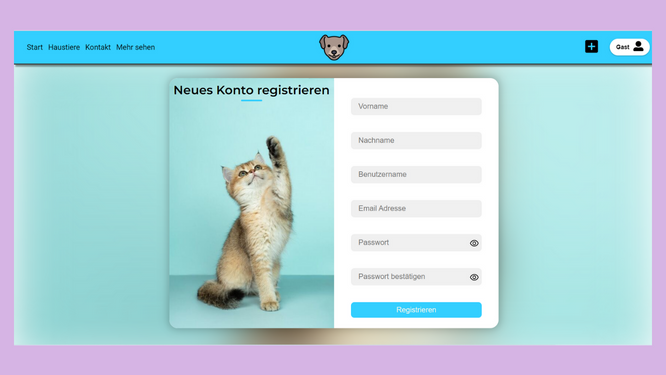 Start Haustiere Kontakt Mehr sehen
Gast
Neues Konto registrieren
Vorname
Nachname
Benutzername
Email Adresse
Passwort
Passwort bestätigen
Registrieren